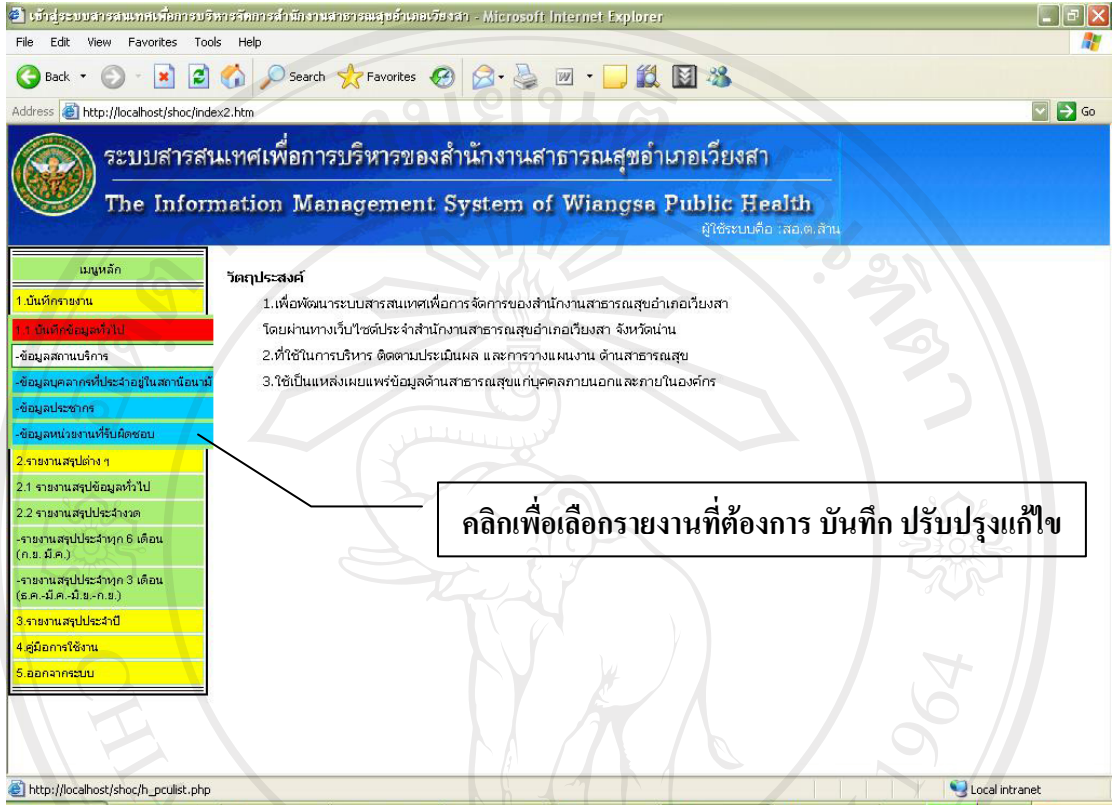 เข้าสู่ระบบสารสนเทศเพื่อการบริหารจัดการสำนักงานสาธารณสุขอำเภอเวียงสา - Microsoft Internet Explorer
File Edit View Favorites Tools Help
Back Search Favorites
Address http://localhost/shoc/index2.htm Go
ระบบสารสนเทศเพื่อการบริหารของสำนักงานสาธารณสุขอำเภอเวียงสา
The Information Management System of Wiangsa Public Health
ผู้ใช้ระบบคือ :สอ.ต.ส้าน
เมนูหลัก
1.บันทึกรายงาน
1.1 บันทึกข้อมูลทั่วไป
-ข้อมูลสถานบริการ
-ข้อมูลบุคลากรที่ประจำอยู่ในสถานีอนามั
-ข้อมูลประชากร
-ข้อมูลหน่วยงานที่รับผิดชอบ
2.รายงานสรุปต่าง ๆ
2.1 รายงานสรุปข้อมูลทั่วไป
2.2 รายงานสรุปประจำงวด
-รายงานสรุปประจำทุก 6 เดือน
(ก.ย. มี.ค.)
-รายงานสรุปประจำทุก 3 เดือน
(ธ.ค.-มี.ค.-มิ.ย.-ก.ย.)
3.รายงานสรุปประจำปี
4.คู่มือการใช้งาน
5.ออกจากระบบ
วัตถุประสงค์
1.เพื่อพัฒนาระบบสารสนเทศเพื่อการจัดการของสำนักงานสาธารณสุขอำเภอเวียงสา
โดยผ่านทางเว็บไซต์ประจำสำนักงานสาธารณสุขอำเภอเวียงสา จังหวัดน่าน
2.ที่ใช้ในการบริหาร ติดตามประเมินผล และการวางแผนงาน ด้านสาธารณสุข
3.ใช้เป็นแหล่งเผยแพร่ข้อมูลด้านสาธารณสุขแก่บุคคลภายนอกและภายในองค์กร
คลิกเพื่อเลือกรายงานที่ต้องการ บันทึก ปรับปรุงแก้ไข
http://localhost/shoc/h_pculist.php Local intranet
1964